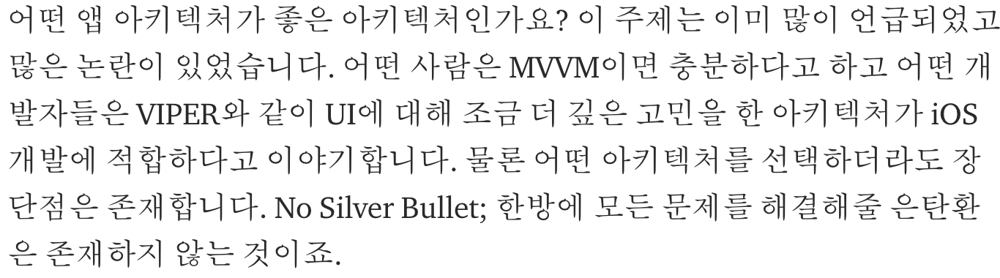 어떤 앱 아키텍처가 좋은 아키텍처인가요? 이 주제는 이미 많이 언급되었고
많은 논란이 있었습니다. 어떤 사람은 MVVM이면 충분하다고 하고 어떤 개
발자들은 VIPER와 같이 UI에 대해 조금 더 깊은 고민을 한 아키텍처가 iOS
개발에 적합하다고 이야기합니다. 물론 어떤 아키텍처를 선택하더라도 장
단점은 존재합니다. No Silver Bullet; 한방에 모든 문제를 해결해줄 은탄환
은 존재하지 않는 것이죠.